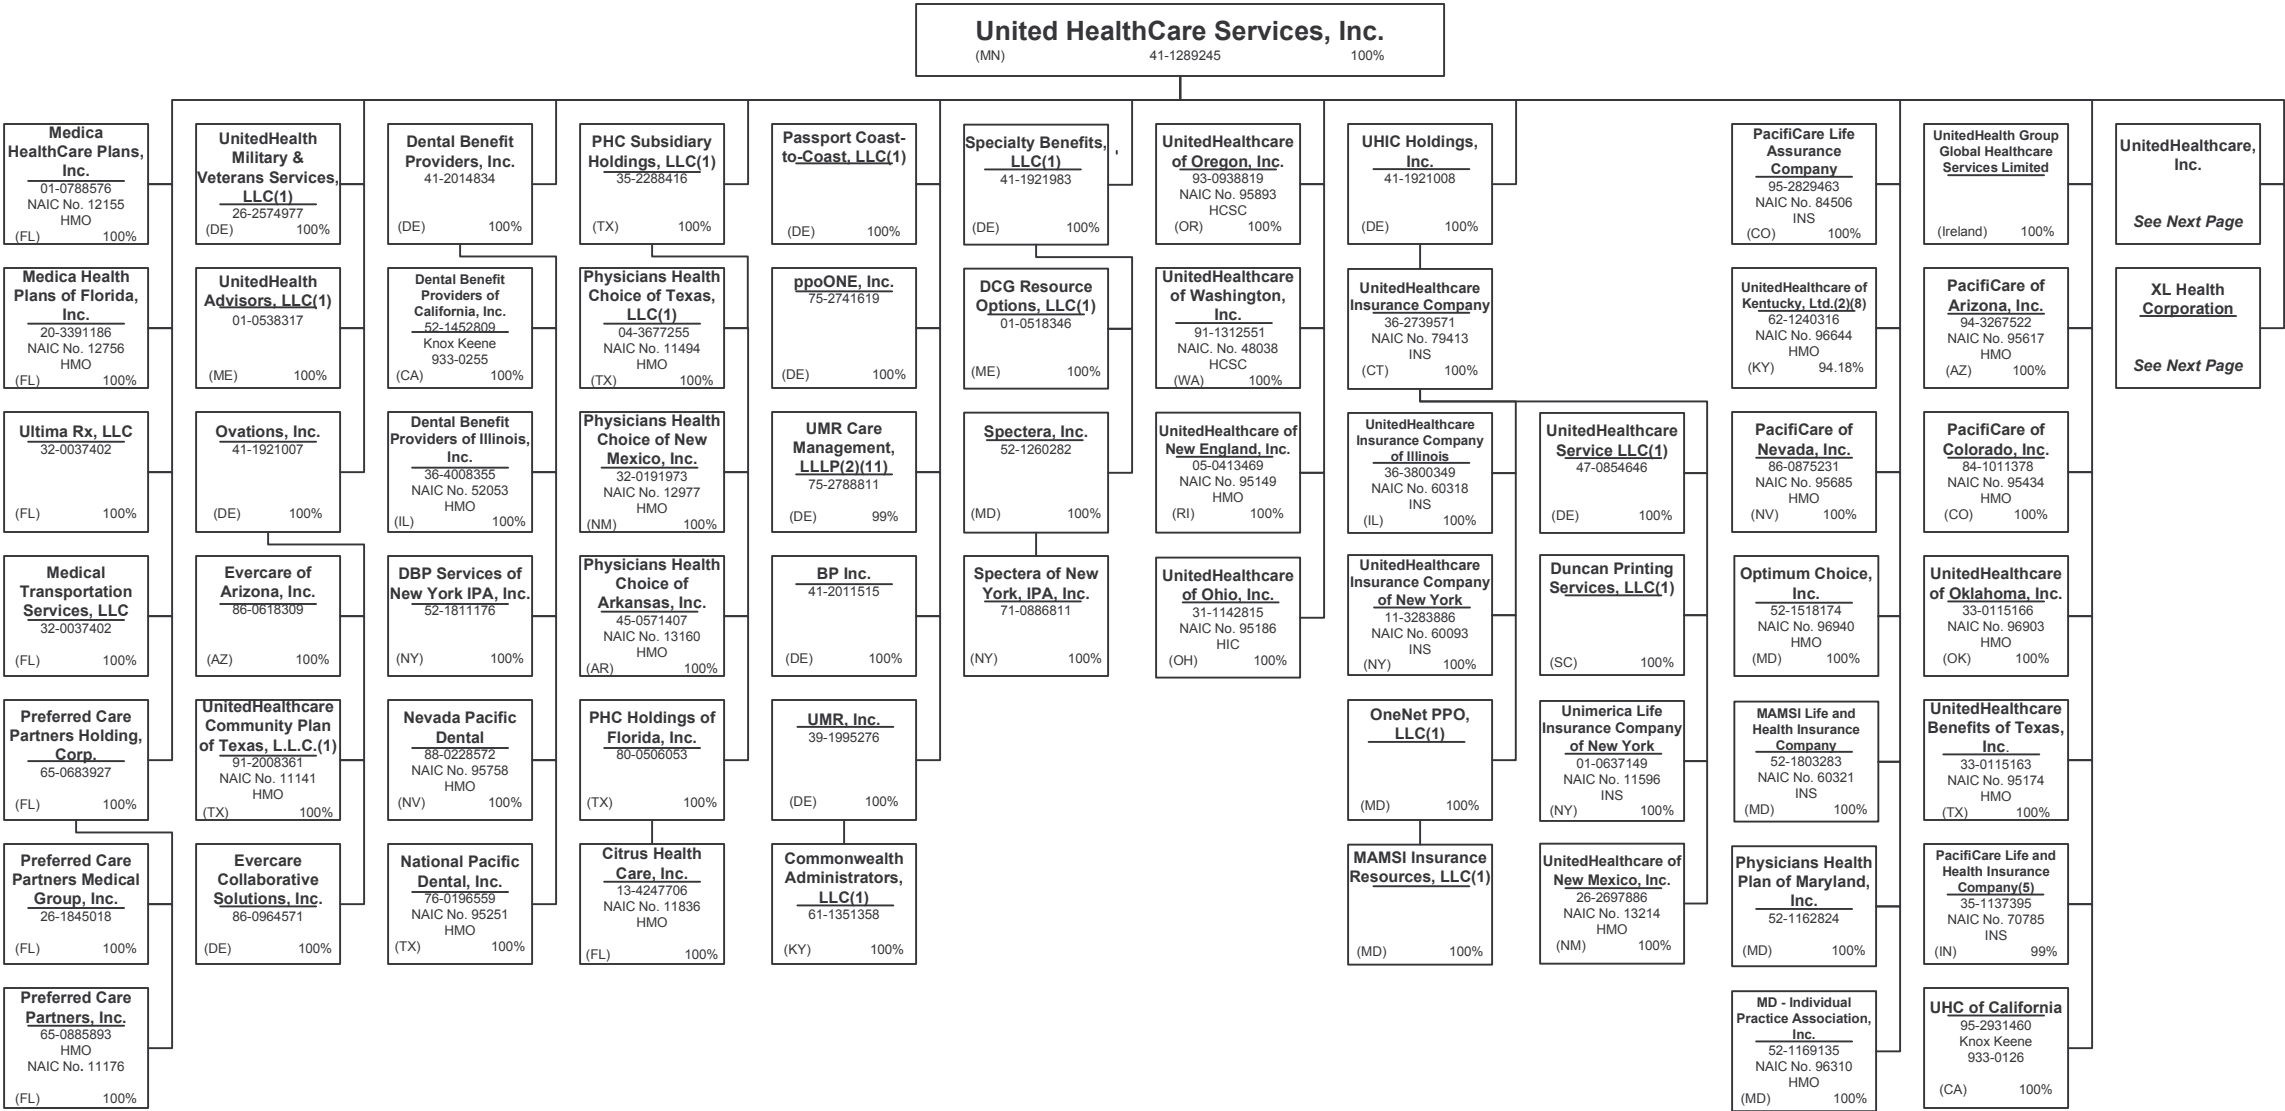 United HealthCare Services, Inc.
(MN) 41-1289245 100%
Medica
HealthCare Plans,
Inc.
01-0788576
NAIC No. 12155
HMO
(FL) 100%
Medica Health
Plans of Florida,
Inc.
20-3391186
NAIC No. 12756
HMO
(FL) 100%
Ultima Rx, LLC
32-0037402
(FL) 100%
Medical
Transportation
Services, LLC
32-0037402
(FL) 100%
Preferred Care
Partners Holding,
Corp.
65-0683927
(FL) 100%
Preferred Care
Partners Medical
Group, Inc.
26-1845018
(FL) 100%
Preferred Care
Partners, Inc.
65-0885893
HMO
NAIC No. 11176
(FL) 100%
UnitedHealth
Military &
Veterans Services,
LLC(1)
26-2574977
(DE) 100%
UnitedHealth
Advisors, LLC(1)
01-0538317
(ME) 100%
Ovations, Inc.
41-1921007
(DE) 100%
Evercare of
Arizona, Inc.
86-0618309
(AZ) 100%
UnitedHealthcare
Community Plan
of Texas, L.L.C.(1)
91-2008361
NAIC No. 11141
HMO
(TX) 100%
Evercare
Collaborative
Solutions, Inc.
86-0964571
(DE) 100%
Dental Benefit
Providers, Inc.
41-2014834
(DE) 100%
Dental Benefit
Providers of
California, Inc.
52-1452809
Knox Keene
933-0255
(CA) 100%
Dental Benefit
Providers of Illinois,
Inc.
36-4008355
NAIC No. 52053
HMO
(IL) 100%
DBP Services of
New York IPA, Inc.
52-1811176
(NY) 100%
Nevada Pacific
Dental
88-0228572
NAIC No. 95758
HMO
(NV) 100%
National Pacific
Dental, Inc.
76-0196559
NAIC No. 95251
HMO
(TX) 100%
PHC Subsidiary
Holdings, LLC(1)
35-2288416
(TX) 100%
Physicians Health
Choice of Texas,
LLC(1)
04-3677255
NAIC No. 11494
HMO
(TX) 100%
Physicians Health
Choice of New
Mexico, Inc.
32-0191973
NAIC No. 12977
HMO
(NM) 100%
Physicians Health
Choice of
Arkansas, Inc.
45-0571407
NAIC No. 13160
HMO
(AR) 100%
PHC Holdings of
Florida, Inc.
80-0506053
(TX) 100%
Citrus Health
Care, Inc.
13-4247706
NAIC No. 11836
HMO
(FL) 100%
Passport Coast-
to-Coast, LLC(1)
(DE) 100%
ppoONE, Inc.
75-2741619
(DE) 100%
UMR Care
Management,
LLLP(2)(11)
75-2788811
(DE) 99%
BP Inc.
41-2011515
(DE) 100%
UMR, Inc.
39-1995276
(DE) 100%
Commonwealth
Administrators,
LLC(1)
61-1351358
(KY) 100%
Specialty Benefits,
LLC(1)
41-1921983
(DE) 100%
DCG Resource
Options, LLC(1)
01-0518346
(ME) 100%
Spectera, Inc.
52-1260282
(MD) 100%
Spectera of New
York, IPA, Inc.
71-0886811
(NY) 100%
UnitedHealthcare
of Oregon, Inc.
93-0938819
NAIC No. 95893
HCSC
(OR) 100%
UnitedHealthcare
of Washington,
Inc.
91-1312551
NAIC. No. 48038
HCSC
(WA) 100%
UnitedHealthcare of
New England, Inc.
05-0413469
NAIC No. 95149
HMO
(RI) 100%
UnitedHealthcare
of Ohio, Inc.
31-1142815
NAIC No. 95186
HIC
(OH) 100%
UHIC Holdings,
Inc.
41-1921008
(DE) 100%
UnitedHealthcare
Insurance Company
36-2739571
NAIC No. 79413
INS
(CT) 100%
UnitedHealthcare
Insurance Company
of Illinois
36-3800349
NAIC No. 60318
INS
(IL) 100%
UnitedHealthcare
Insurance Company
of New York
11-3283886
NAIC No. 60093
INS
(NY) 100%
OneNet PPO,
LLC(1)
(MD) 100%
MAMSI Insurance
Resources, LLC(1)
(MD) 100%
UnitedHealthcare
Service LLC(1)
47-0854646
(DE) 100%
Duncan Printing
Services, LLC(1)
(SC) 100%
Unimerica Life
Insurance Company
of New York
01-0637149
NAIC No. 11596
INS
(NY) 100%
UnitedHealthcare of
New Mexico, Inc.
26-2697886
NAIC No. 13214
HMO
(NM) 100%
PacifiCare Life
Assurance
Company
95-2829463
NAIC No. 84506
INS
(CO) 100%
UnitedHealthcare of
Kentucky, Ltd.(2)(8)
62-1240316
NAIC No. 96644
HMO
(KY) 94.18%
PacifiCare of
Nevada, Inc.
86-0875231
NAIC No. 95685
HMO
(NV) 100%
Optimum Choice,
Inc.
52-1518174
NAIC No. 96940
HMO
(MD) 100%
MAMSI Life and
Health Insurance
Company
52-1803283
NAIC No. 60321
INS
(MD) 100%
Physicians Health
Plan of Maryland,
Inc.
52-1162824
(MD) 100%
MD - Individual
Practice Association,
Inc.
52-1169135
NAIC No. 96310
HMO
(MD) 100%
UnitedHealth Group
Global Healthcare
Services Limited
(Ireland) 100%
PacifiCare of
Arizona, Inc.
94-3267522
NAIC No. 95617
HMO
(AZ) 100%
PacifiCare of
Colorado, Inc.
84-1011378
NAIC No. 95434
HMO
(CO) 100%
UnitedHealthcare
of Oklahoma, Inc.
33-0115166
NAIC No. 96903
HMO
(OK) 100%
UnitedHealthcare
Benefits of Texas,
Inc.
33-0115163
NAIC No. 95174
HMO
(TX) 100%
PacifiCare Life and
Health Insurance
Company(5)
35-1137395
NAIC No. 70785
INS
(IN) 99%
UHC of California
95-2931460
Knox Keene
933-0126
(CA) 100%
UnitedHealthcare,
Inc.
See Next Page
XL Health
Corporation
See Next Page